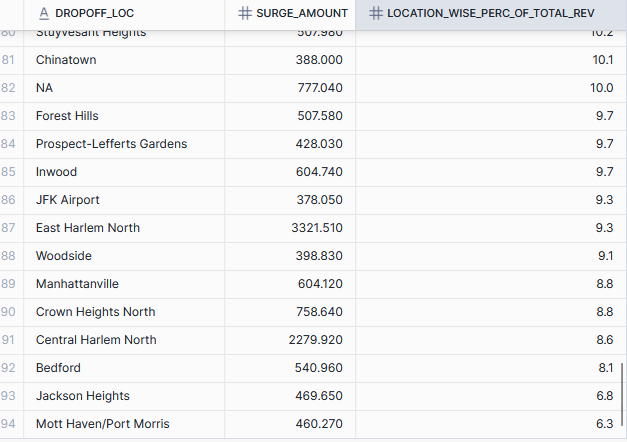 DROPOFF_LOC SURGE_AMOUNT LOCATION_WISE_PERC_OF_TOTAL_REV
80 Stuyvesant Heights 507.980 10.2
81 Chinatown 388.000 10.1
82 NA 777.040 10.0
83 Forest Hills 507.580 9.7
84 Prospect-Lefferts Gardens 428.030 9.7
85 Inwood 604.740 9.7
86 JFK Airport 378.050 9.3
87 East Harlem North 3321.510 9.3
88 Woodside 398.830 9.1
89 Manhattanville 604.120 8.8
90 Crown Heights North 758.640 8.8
91 Central Harlem North 2279.920 8.6
92 Bedford 540.960 8.1
93 Jackson Heights 469.650 6.8
94 Mott Haven/Port Morris 460.270 6.3